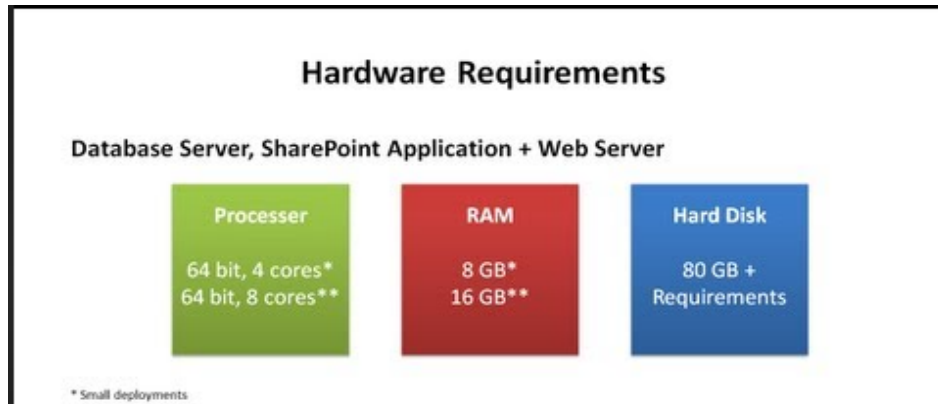 Hardware Requirements
Database Server, SharePoint Application + Web Server
Processer
64 bit, 4 cores*
64 bit, 8 cores**
RAM
8 GB*
16 GB**
Hard Disk
80 GB +
Requirements
* Small deployments